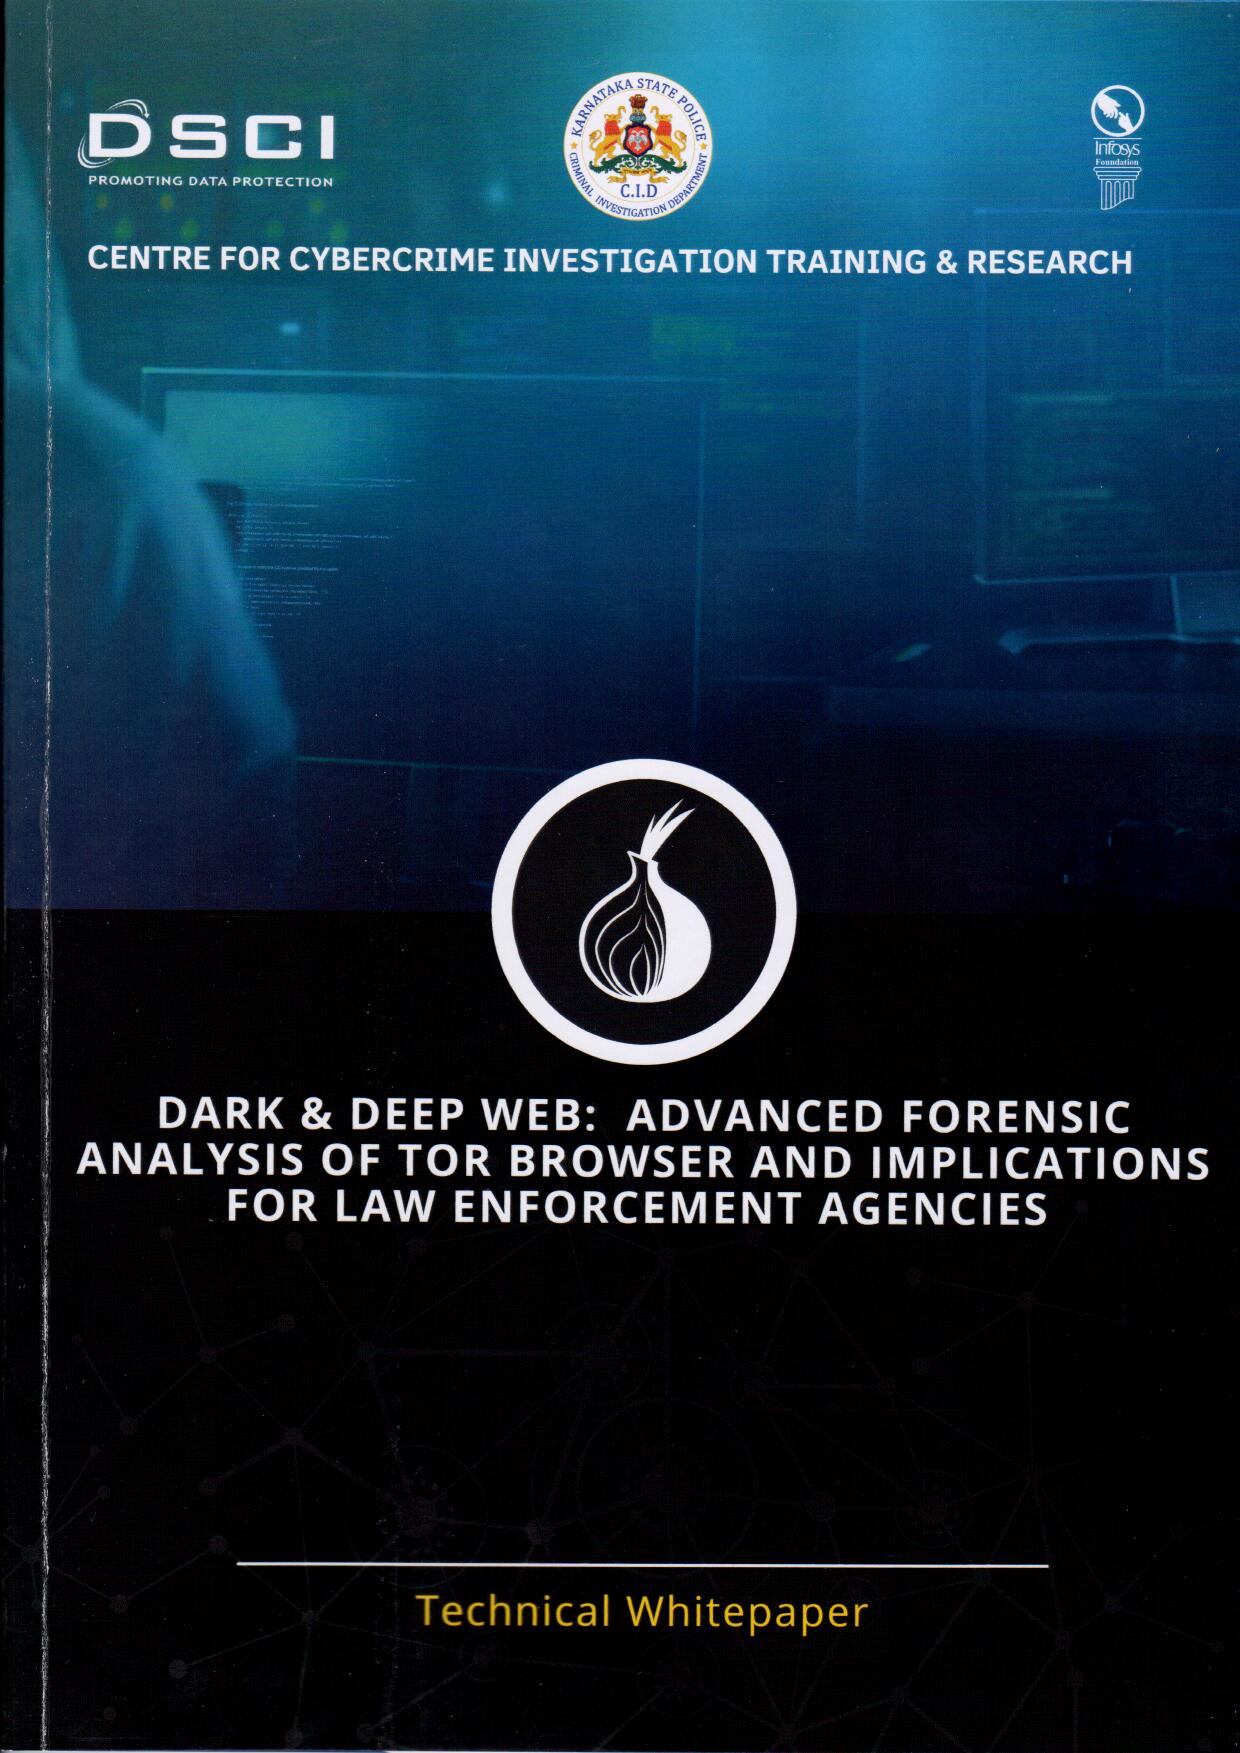 DSCI
PROMOTING DATA PROTECTION
KARNATAKA STATE POLICE
C.I.D
CRIMINAL INVESTIGATION DEPARTMENT
Infosys
Foundation
CENTRE FOR CYBERCRIME INVESTIGATION TRAINING & RESEARCH
DARK & DEEP WEB: ADVANCED FORENSIC
ANALYSIS OF TOR BROWSER AND IMPLICATIONS
FOR LAW ENFORCEMENT AGENCIES
Technical Whitepaper